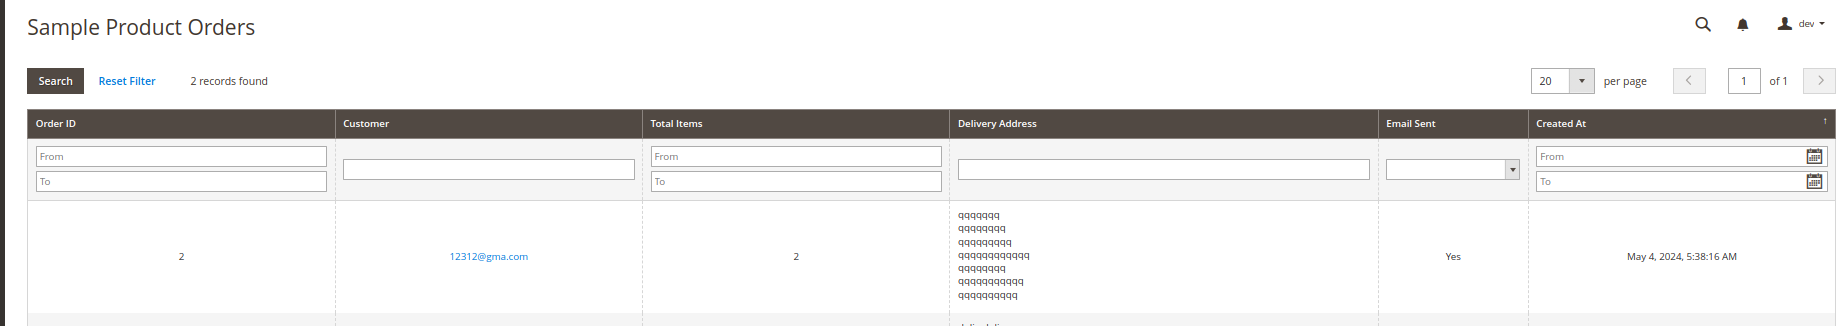 Sample Product Orders
dev
Search Reset Filter 2 records found 20 per page 1 of 1
Order ID Customer Total Items Delivery Address Email Sent Created At ↑
From From From
To To To
qqqqqqq
qqqqqqqq
qqqqqqqqq
2 12312@gma.com 2 qqqqqqqqqqqq Yes May 4, 2024, 5:38:16 AM
qqqqqqqq
qqqqqqqqqqq
qqqqqqqqqq